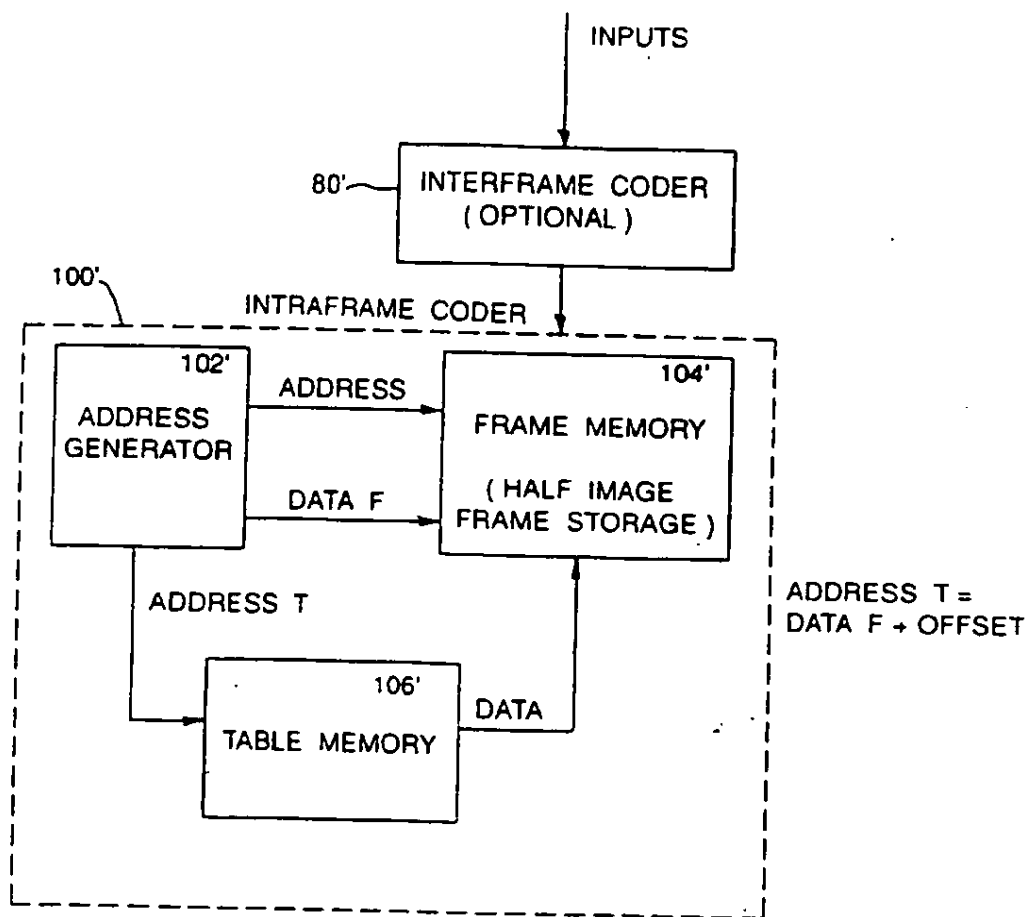 INPUTS
80'
INTERFRAME CODER
( OPTIONAL )
100'
INTRAFRAME CODER
102'
ADDRESS
GENERATOR
ADDRESS
DATA F
104'
FRAME MEMORY
( HALF IMAGE
FRAME STORAGE )
ADDRESS T
106'
TABLE MEMORY
DATA
ADDRESS T =
DATA F + OFFSET